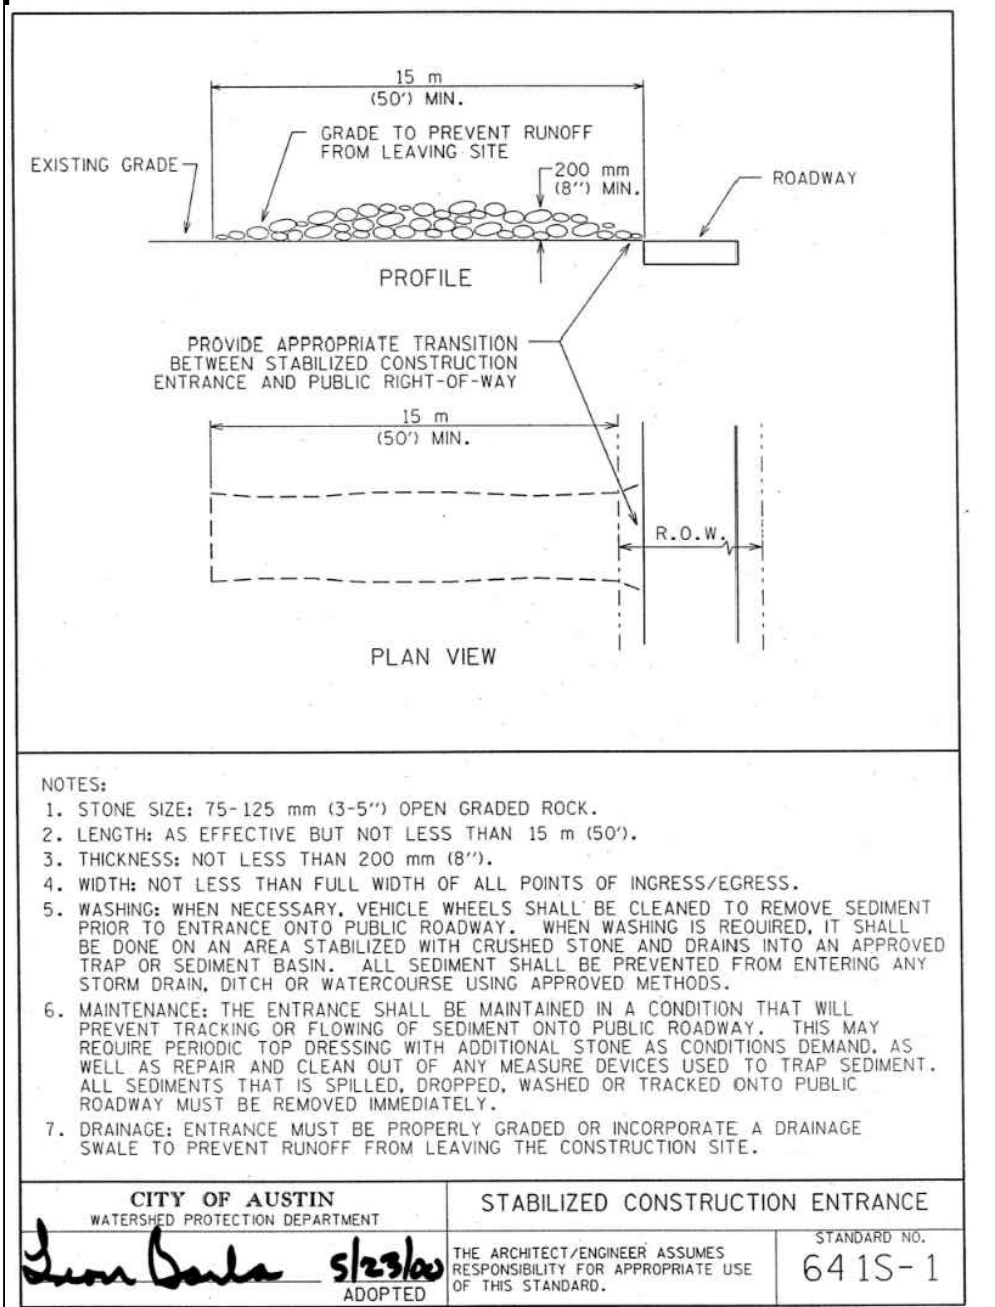 15 m
(50') MIN.
GRADE TO PREVENT RUNOFF
FROM LEAVING SITE
EXISTING GRADE
200 mm
(8'') MIN.
ROADWAY
PROFILE
PROVIDE APPROPRIATE TRANSITION
BETWEEN STABILIZED CONSTRUCTION
ENTRANCE AND PUBLIC RIGHT-OF-WAY
15 m
(50') MIN.
R.O.W.
PLAN VIEW
NOTES:
1. STONE SIZE: 75-125 mm (3-5'') OPEN GRADED ROCK.
2. LENGTH: AS EFFECTIVE BUT NOT LESS THAN 15 m (50').
3. THICKNESS: NOT LESS THAN 200 mm (8'').
4. WIDTH: NOT LESS THAN FULL WIDTH OF ALL POINTS OF INGRESS/EGRESS.
5. WASHING: WHEN NECESSARY, VEHICLE WHEELS SHALL BE CLEANED TO REMOVE SEDIMENT
PRIOR TO ENTRANCE ONTO PUBLIC ROADWAY. WHEN WASHING IS REQUIRED, IT SHALL
BE DONE ON AN AREA STABILIZED WITH CRUSHED STONE AND DRAINS INTO AN APPROVED
TRAP OR SEDIMENT BASIN. ALL SEDIMENT SHALL BE PREVENTED FROM ENTERING ANY
STORM DRAIN, DITCH OR WATERCOURSE USING APPROVED METHODS.
6. MAINTENANCE: THE ENTRANCE SHALL BE MAINTAINED IN A CONDITION THAT WILL
PREVENT TRACKING OR FLOWING OF SEDIMENT ONTO PUBLIC ROADWAY. THIS MAY
REQUIRE PERIODIC TOP DRESSING WITH ADDITIONAL STONE AS CONDITIONS DEMAND, AS
WELL AS REPAIR AND CLEAN OUT OF ANY MEASURE DEVICES USED TO TRAP SEDIMENT.
ALL SEDIMENTS THAT IS SPILLED, DROPPED, WASHED OR TRACKED ONTO PUBLIC
ROADWAY MUST BE REMOVED IMMEDIATELY.
7. DRAINAGE: ENTRANCE MUST BE PROPERLY GRADED OR INCORPORATE A DRAINAGE
SWALE TO PREVENT RUNOFF FROM LEAVING THE CONSTRUCTION SITE.
CITY OF AUSTIN
WATERSHED PROTECTION DEPARTMENT
STABILIZED CONSTRUCTION ENTRANCE
5/23/00
ADOPTED
THE ARCHITECT/ENGINEER ASSUMES
RESPONSIBILITY FOR APPROPRIATE USE
OF THIS STANDARD.
STANDARD NO.
641S-1